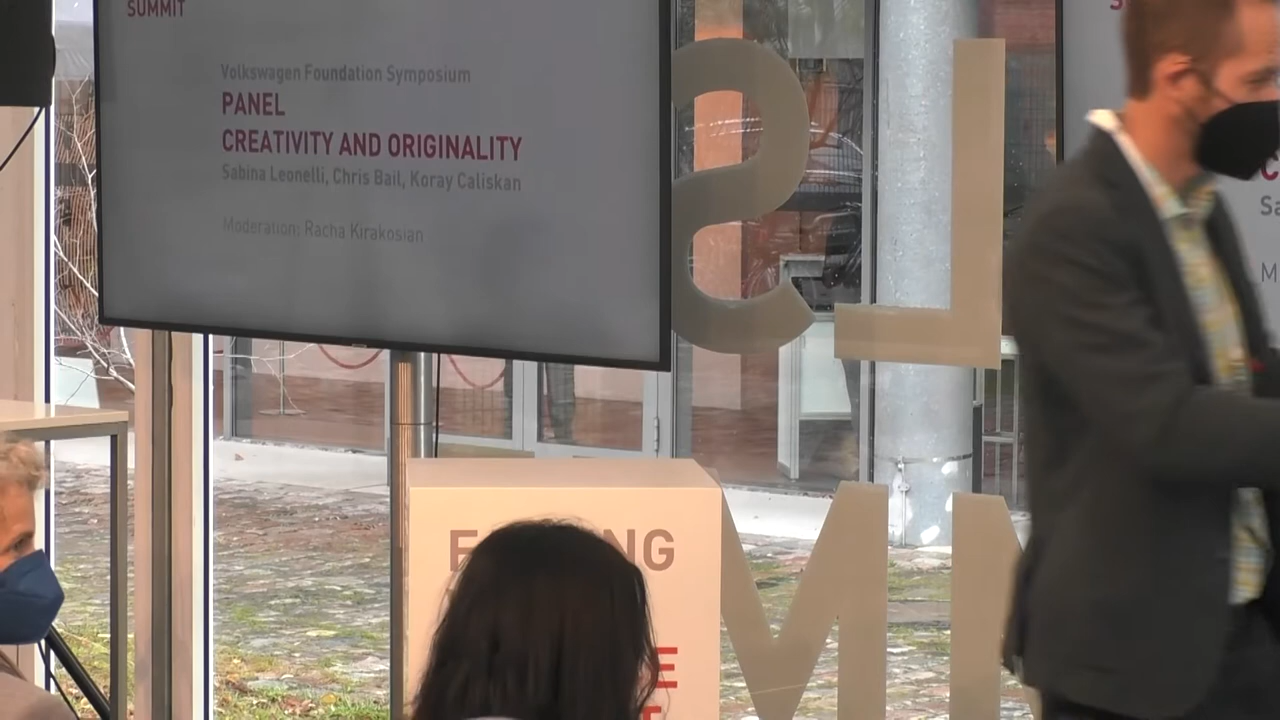 SUMMIT
Volkswagen Foundation Symposium
PANEL
CREATIVITY AND ORIGINALITY
Sabina Leonelli, Chris Bail, Koray Caliskan
Moderation: Racha Kirakosian